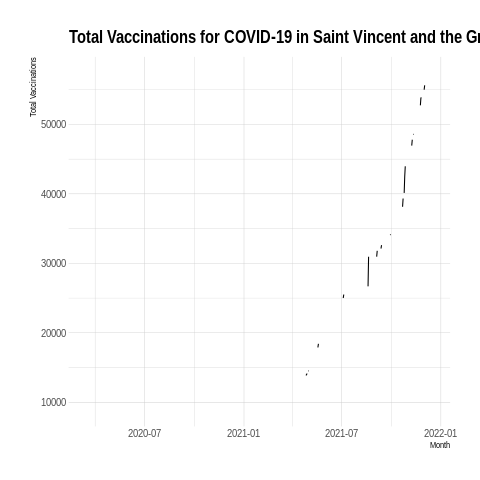 Total Vaccinations for COVID-19 in Saint Vincent and the Gr
Total Vaccinations
50000
40000
30000
20000
10000
2020-07 2021-01 2021-07 2022-01
Month